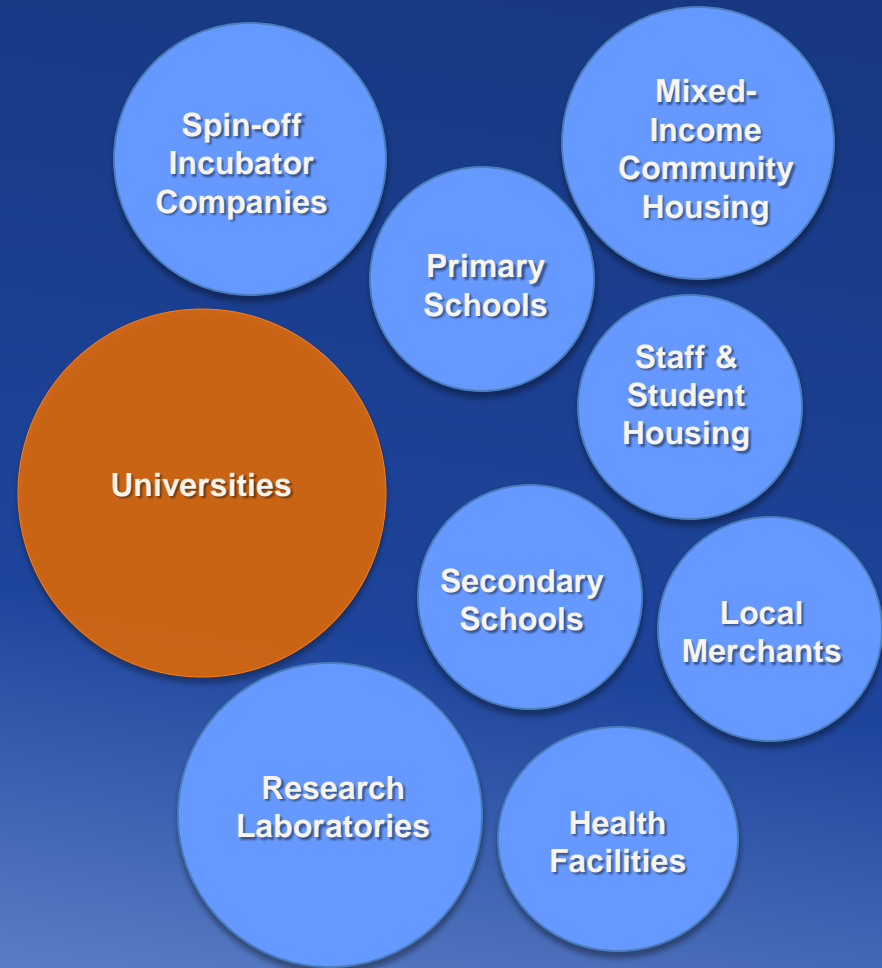 Spin-off
Incubator
Companies
Mixed-
Income
Community
Housing
Primary
Schools
Staff &
Student
Housing
Universities
Secondary
Schools
Local
Merchants
Research
Laboratories
Health
Facilities